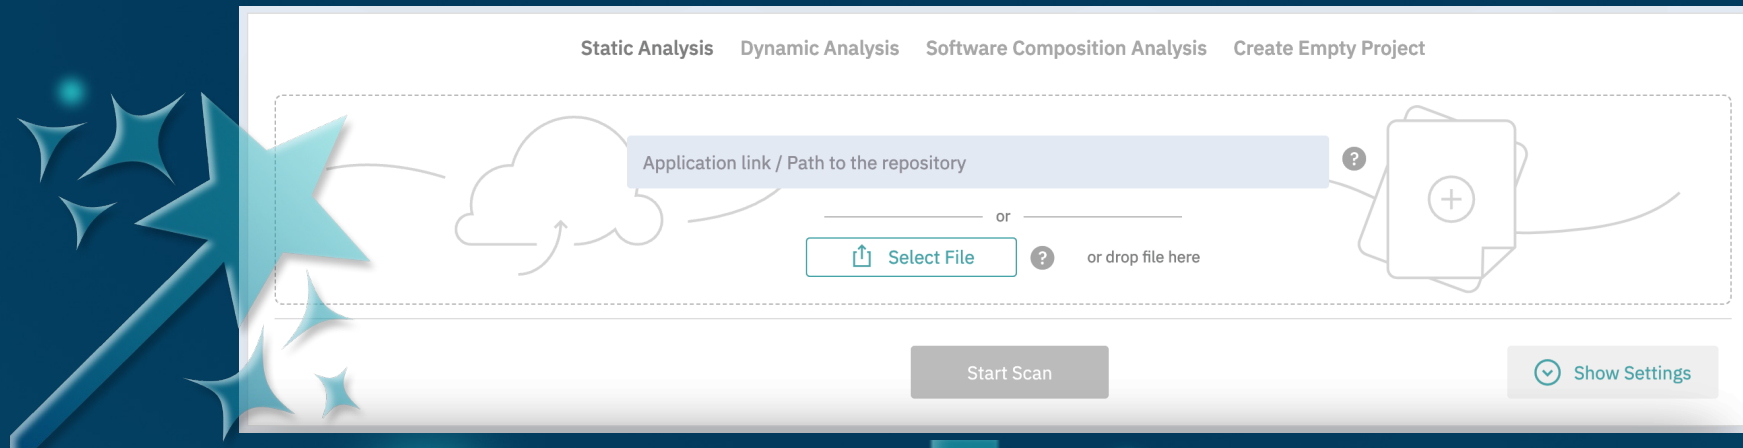 Static Analysis Dynamic Analysis Software Composition Analysis Create Empty Project
Application link / Path to the repository ?
or
Select File ? or drop file here
Start Scan Show Settings